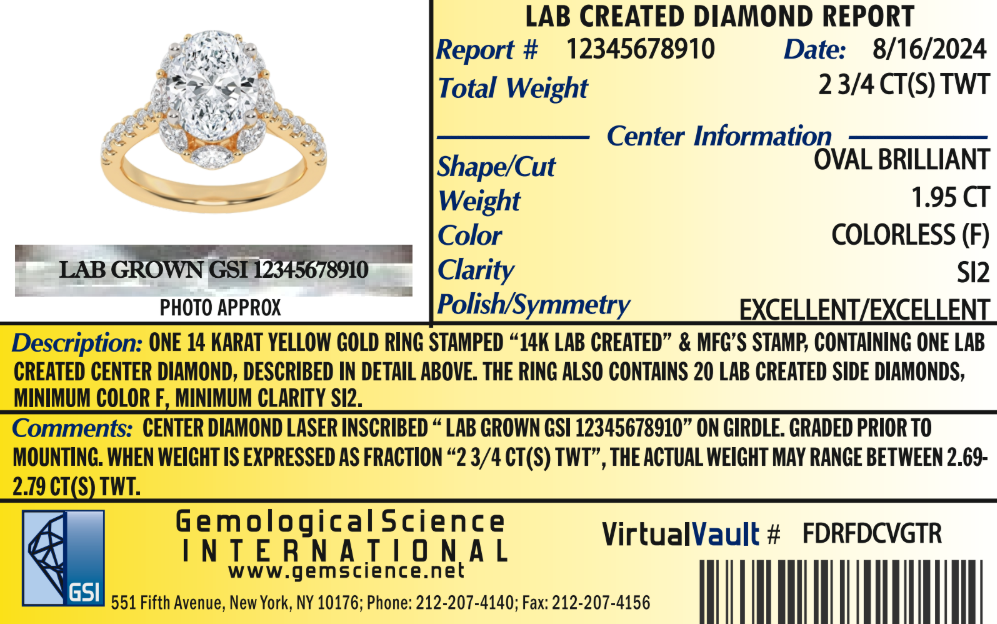 LAB CREATED DIAMOND REPORT
Report # 12345678910 Date: 8/16/2024
Total Weight 2 3/4 CT(S) TWT
Center Information
Shape/Cut OVAL BRILLIANT
Weight 1.95 CT
Color COLORLESS (F)
Clarity SI2
Polish/Symmetry EXCELLENT/EXCELLENT
LAB GROWN GSI 12345678910
PHOTO APPROX
Description: ONE 14 KARAT YELLOW GOLD RING STAMPED “14K LAB CREATED” & MFG'S STAMP, CONTAINING ONE LAB
CREATED CENTER DIAMOND, DESCRIBED IN DETAIL ABOVE. THE RING ALSO CONTAINS 20 LAB CREATED SIDE DIAMONDS,
MINIMUM COLOR F, MINIMUM CLARITY SI2.
Comments: CENTER DIAMOND LASER INSCRIBED “ LAB GROWN GSI 12345678910” ON GIRDLE. GRADED PRIOR TO
MOUNTING. WHEN WEIGHT IS EXPRESSED AS FRACTION “2 3/4 CT(S) TWT”, THE ACTUAL WEIGHT MAY RANGE BETWEEN 2.69-
2.79 CT(S) TWT.
GSI
Gemological Science
INTERNATIONAL
www.gemscience.net
551 Fifth Avenue, New York, NY 10176; Phone: 212-207-4140; Fax: 212-207-4156
VirtualVault # FDRFDCVGTR